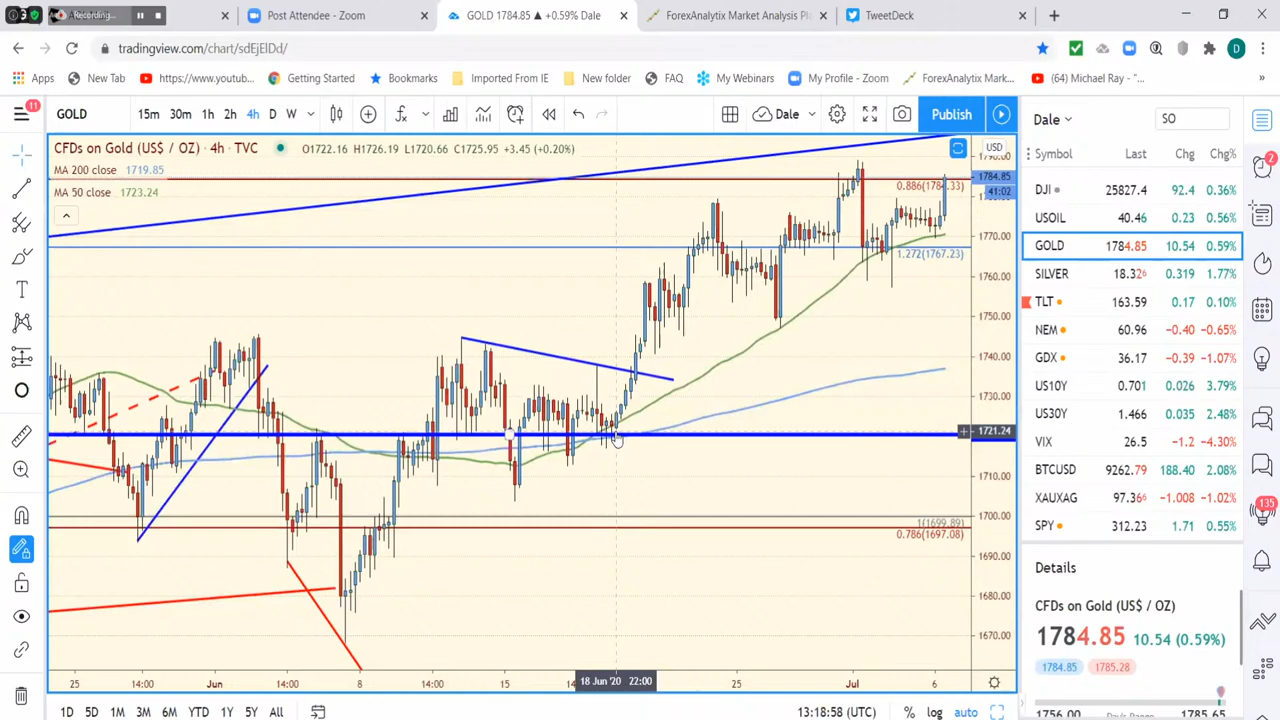 Recording...
Post Attendee - Zoom
GOLD 1784.85 ▲ +0.59% Dale
ForexAnalytix Market Analysis Pl
TweetDeck
tradingview.com/chart/sdEjElDd/
D
Apps
New Tab
https://www.youtub...
Getting Started
Bookmarks
Imported From IE
New folder
FAQ
My Webinars
My Profile - Zoom
ForexAnalytix Mark...
(64) Michael Ray - "...
»
11
GOLD
15m 30m 1h 2h 4h D W
Dale
Publish
Dale
SO
CFDs on Gold (US$ / OZ) · 4h · TVC
O1722.16 H1726.19 L1720.66 C1725.95 +3.45 (+0.20%)
MA 200 close 1719.85
MA 50 close 1723.24
USD
1790.00
1784.85
41:02
0.886(1784.33)
1770.00
1.272(1767.23)
1760.00
1750.00
1740.00
1730.00
1721.24
1710.00
1700.00
1(1699.89)
0.786(1697.08)
1690.00
1680.00
1670.00
25 14:00 Jun 14:00 8 14:00 15 18 Jun '20 22:00 25 Jul 6
1D 5D 1M 3M 6M YTD 1Y 5Y All
13:18:58 (UTC)
% log auto
Symbol Last Chg Chg%
DJI 25827.4 92.4 0.36%
USOIL 40.46 0.23 0.56%
GOLD 1784.85 10.54 0.59%
SILVER 18.326 0.319 1.77%
TLT 163.59 0.17 0.10%
NEM 60.96 −0.40 −0.65%
GDX 36.17 −0.39 −1.07%
US10Y 0.701 0.026 3.79%
US30Y 1.466 0.035 2.48%
VIX 26.5 −1.2 −4.30%
BTCUSD 9262.79 188.40 2.08%
XAUXAG 97.366 −1.008 −1.02%
SPY 312.23 1.71 0.55%
Details
CFDs on Gold (US$ / OZ)
1784.85 10.54 (0.59%)
1784.85 1785.28
1756.00 Day's Range 1785.65
2
135